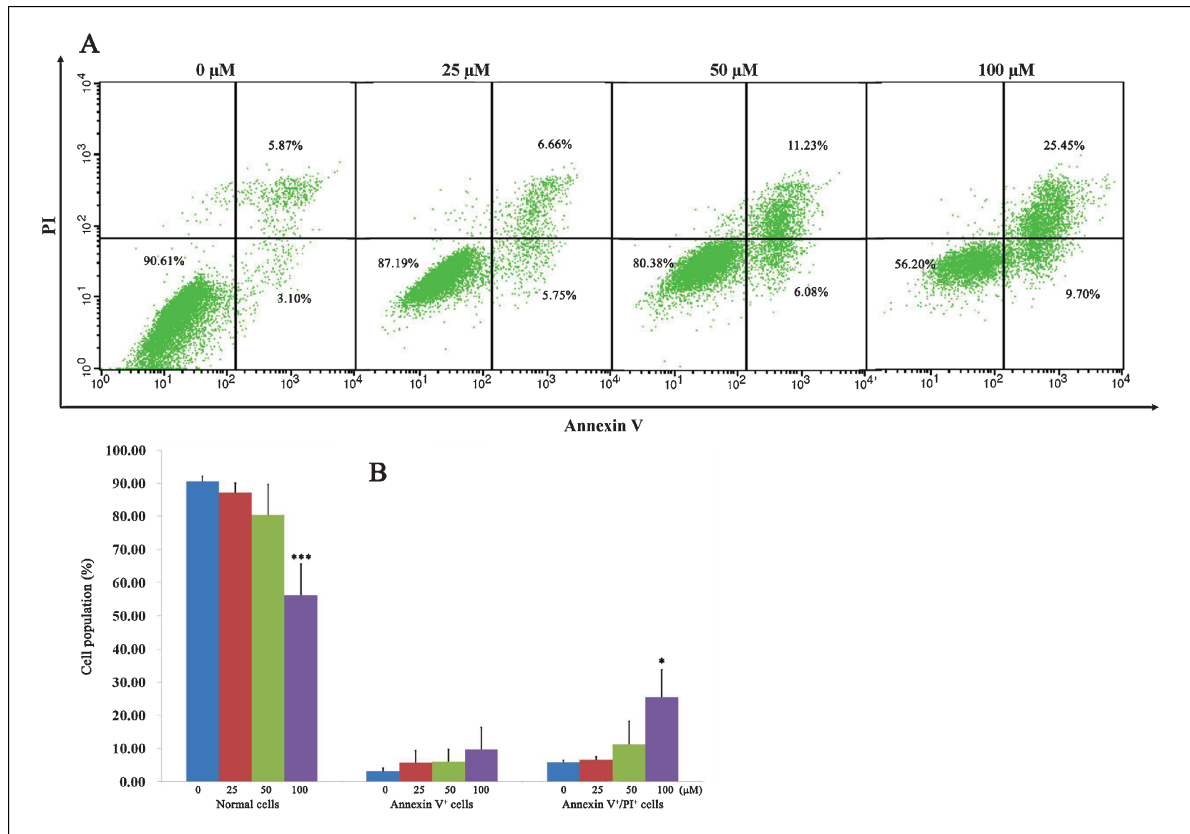 A
0 µM 25 µM 50 µM 100 µM
10⁴
5.87% 6.66% 11.23% 25.45%
10³
PI
10²
90.61% 87.19% 80.38% 56.20%
3.10% 5.75% 6.08% 9.70%
10¹
10⁰
10⁰ 10¹ 10² 10³ 10⁴ 10¹ 10² 10³ 10⁴ 10¹ 10² 10³ 10⁴ 10¹ 10² 10³ 10⁴
Annexin V
B
100.00
90.00
80.00
70.00
***
60.00
50.00
40.00
*
30.00
20.00
10.00
0.00
Cell population (%)
0 25 50 100 0 25 50 100 0 25 50 100 (µM)
Normal cells Annexin V⁺ cells Annexin V⁺/PI⁺ cells